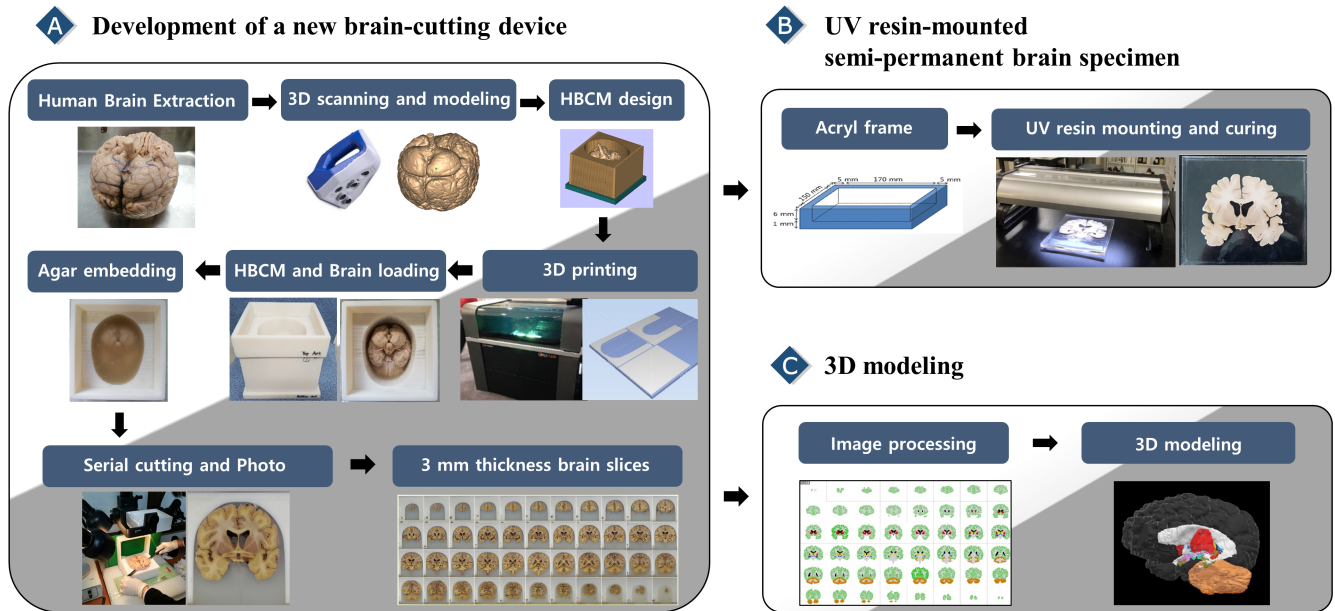 A
Development of a new brain-cutting device
Human Brain Extraction
3D scanning and modeling
HBCM design
Agar embedding
HBCM and Brain loading
3D printing
Top Ant
Serial cutting and Photo
3 mm thickness brain slices
B
UV resin-mounted
semi-permanent brain specimen
Acryl frame
UV resin mounting and curing
150 mm
5 mm
170 mm
5 mm
6 mm
1 mm
C
3D modeling
Image processing
3D modeling